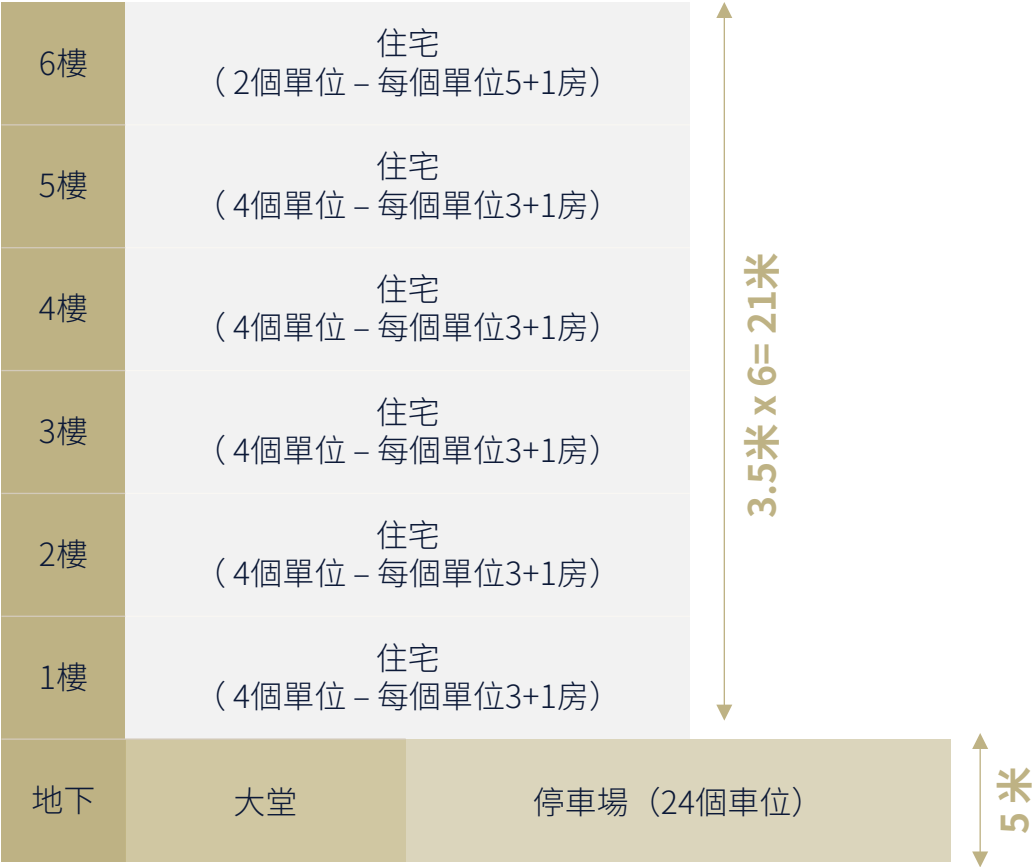 6樓
住宅
（2個單位 – 每個單位5+1房）
5樓
住宅
（4個單位 – 每個單位3+1房）
4樓
住宅
（4個單位 – 每個單位3+1房）
3樓
住宅
（4個單位 – 每個單位3+1房）
2樓
住宅
（4個單位 – 每個單位3+1房）
1樓
住宅
（4個單位 – 每個單位3+1房）
3.5米 x 6= 21米
地下
大堂
停車場（24個車位）
5 米